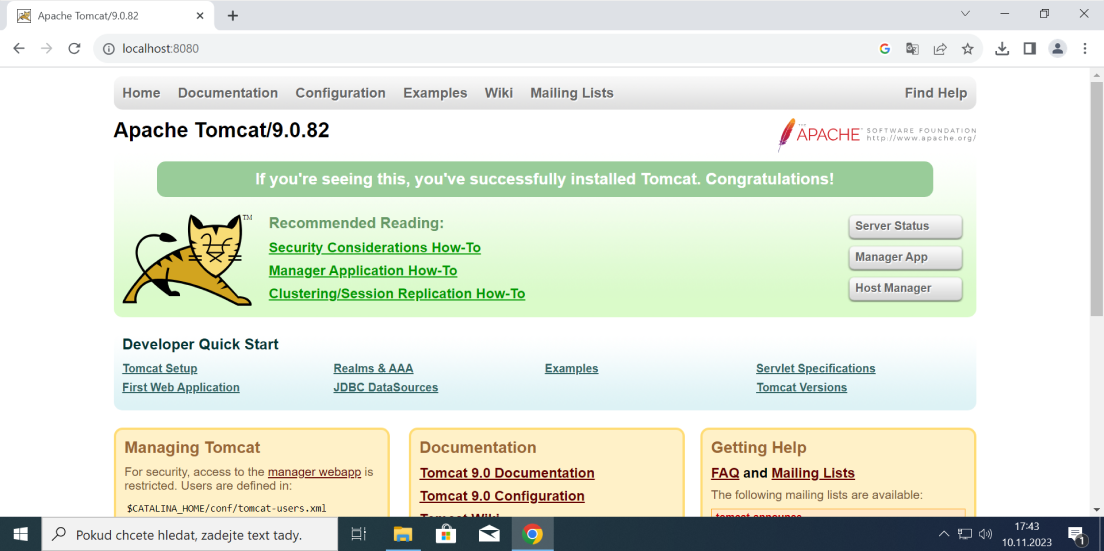 Apache Tomcat/9.0.82
localhost:8080
Home Documentation Configuration Examples Wiki Mailing Lists Find Help
Apache Tomcat/9.0.82
THE APACHE SOFTWARE FOUNDATION
http://www.apache.org/
If you're seeing this, you've successfully installed Tomcat. Congratulations!
TM
Recommended Reading:
Security Considerations How-To
Manager Application How-To
Clustering/Session Replication How-To
Server Status
Manager App
Host Manager
Developer Quick Start
Tomcat Setup
First Web Application
Realms & AAA
JDBC DataSources
Examples
Servlet Specifications
Tomcat Versions
Managing Tomcat
For security, access to the manager webapp is
restricted. Users are defined in:
$CATALINA_HOME/conf/tomcat-users.xml
Documentation
Tomcat 9.0 Documentation
Tomcat 9.0 Configuration
Tomcat Wiki
Getting Help
FAQ and Mailing Lists
The following mailing lists are available:
tomcat-announce
Pokud chcete hledat, zadejte text tady.
17:43
10.11.2023
1